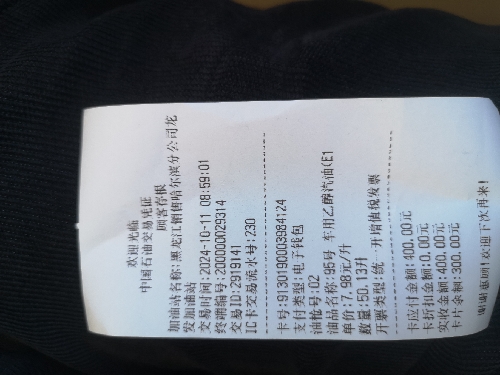 欢迎光临
中国石油交易凭证
顾客存根
加油站名称:黑龙江销售哈尔滨分公司龙
发加油站
交易时间:2024-10-11 08:59:01
终端编号:200000029314
交易ID:2919141
IC卡交易流水号:230
卡号:9130190003984124
支付类型:电子钱包
油枪号:02
油品名称:95号 车用乙醇汽油(E1
单价:7.98元/升
数量:50.13升
开票类型:统一开增值税发票
卡应付金额:400.00元
卡折扣金额:0.00元
实收金额:400.00元
卡片余额:300.00元
谢谢惠顾!欢迎下次再来!